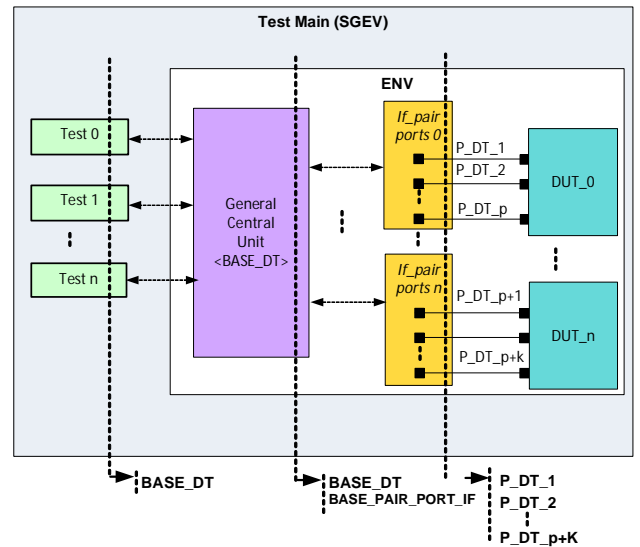 Test Main (SGEV)
ENV
Test 0
Test 1
Test n
General
Central
Unit
<BASE_DT>
If_pair
ports 0
P_DT_1
P_DT_2
P_DT_p
DUT_0
If_pair
ports n
P_DT_p+1
P_DT_p+k
DUT_n
BASE_DT
BASE_DT
BASE_PAIR_PORT_IF
P_DT_1
P_DT_2
P_DT_p+K